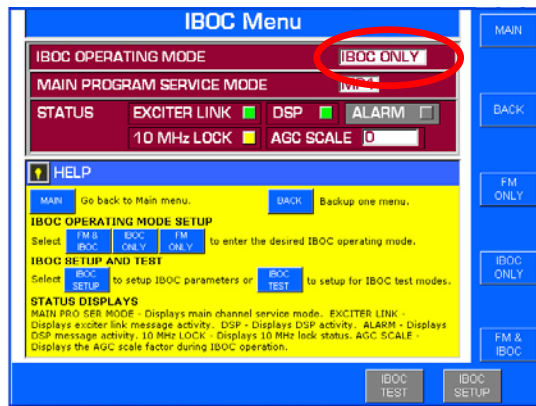 IBOC Menu
IBOC OPERATING MODE IBOC ONLY
MAIN PROGRAM SERVICE MODE MP1
STATUS EXCITER LINK DSP ALARM
10 MHz LOCK AGC SCALE 0
HELP
MAIN Go back to Main menu. BACK Backup one menu.
IBOC OPERATING MODE SETUP
Select FM & IBOC IBOC ONLY FM ONLY to enter the desired IBOC operating mode.
IBOC SETUP AND TEST
Select IBOC SETUP to setup IBOC parameters or IBOC TEST to setup for IBOC test modes.
STATUS DISPLAYS
MAIN PRO SER MODE - Displays main channel service mode. EXCITER LINK -
Displays exciter link message activity. DSP - Displays DSP activity. ALARM - Displays
DSP message activity. 10 MHz LOCK - Displays 10 MHz lock status. AGC SCALE -
Displays the AGC scale factor during IBOC operation.
MAIN
BACK
FM
ONLY
IBOC
ONLY
FM &
IBOC
IBOC
TEST
IBOC
SETUP